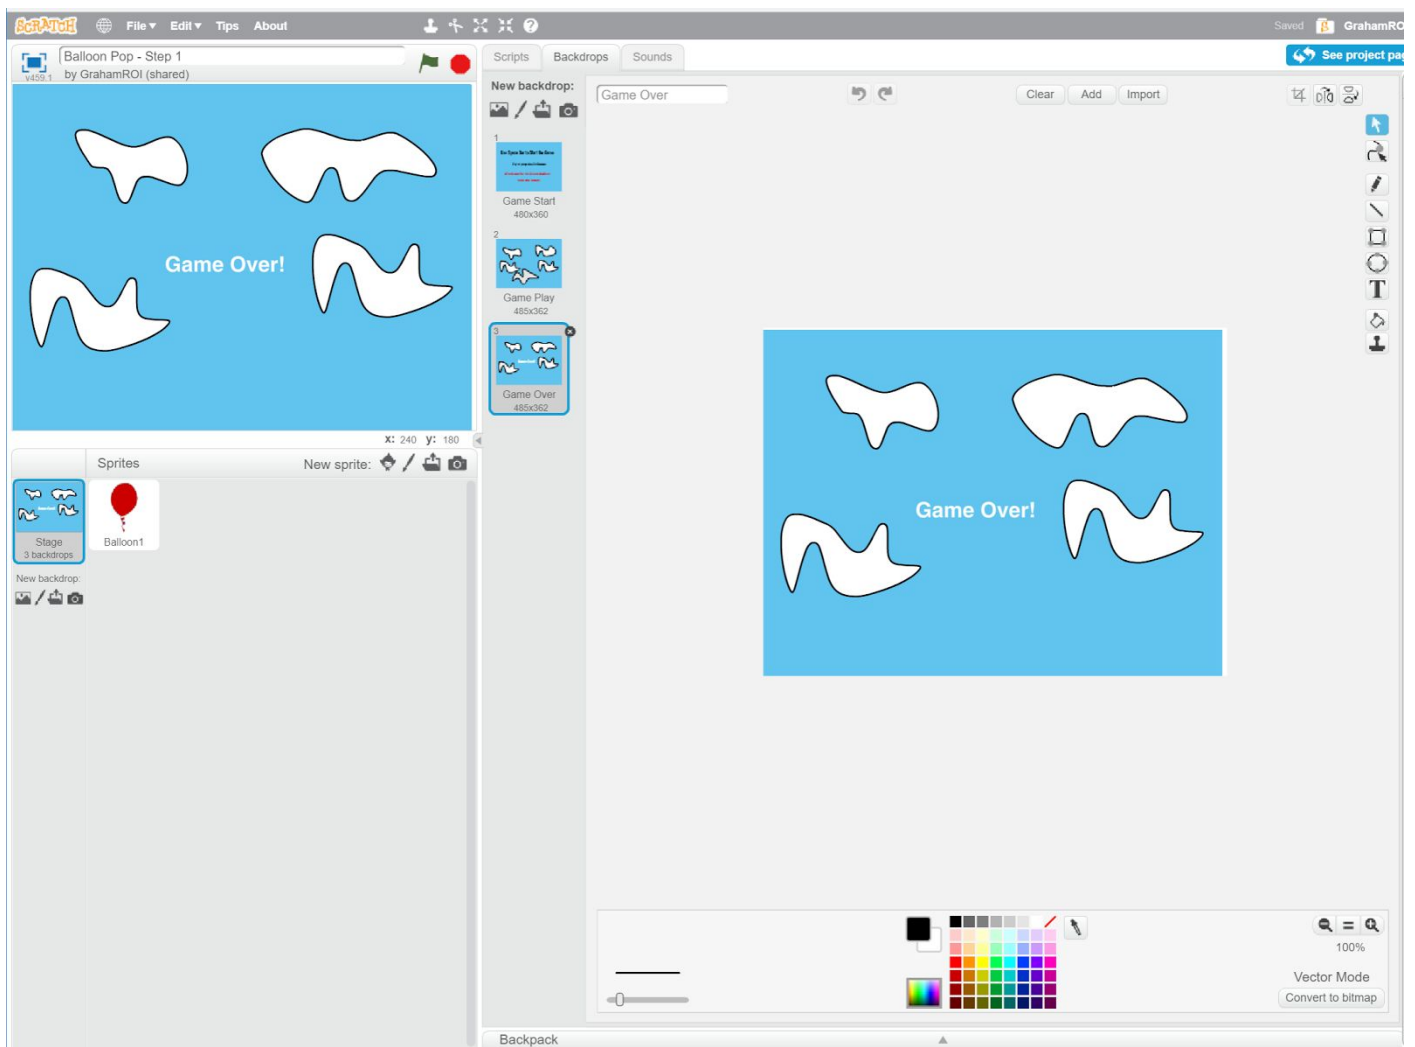 SCRATCH File Edit Tips About Saved GrahamRO
Balloon Pop - Step 1
by GrahamROI (shared)
v459.1
Scripts Backdrops Sounds
See project pag
New backdrop:
Game Over
Clear Add Import
1
Game Start
480x360
2
Game Play
485x362
3
Game Over
485x362
Game Over!
Game Over!
X: 240 y: 180
Sprites New sprite:
Stage
3 backdrops
Balloon1
New backdrop:
100%
Vector Mode
Convert to bitmap
Backpack